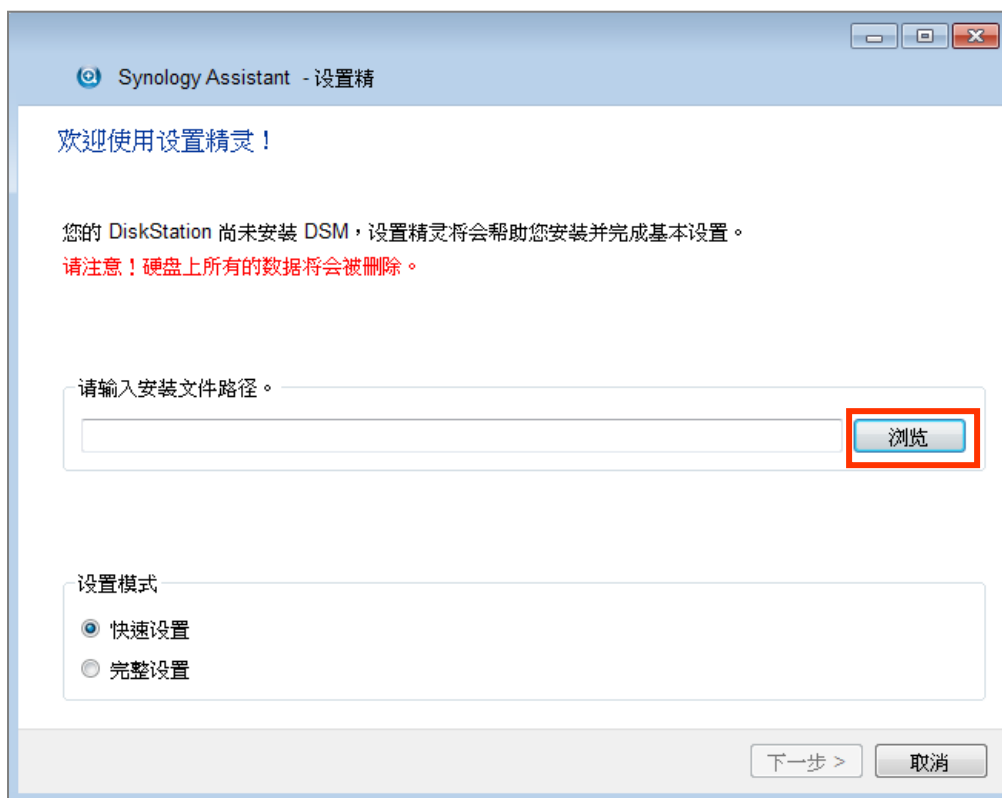 Synology Assistant - 设置精
欢迎使用设置精灵！
您的 DiskStation 尚未安装 DSM，设置精灵将会帮助您安装并完成基本设置。
请注意！硬盘上所有的数据将会被刪除。
请输入安装文件路径。
浏览
设置模式
快速设置
完整设置
下一步 >
取消